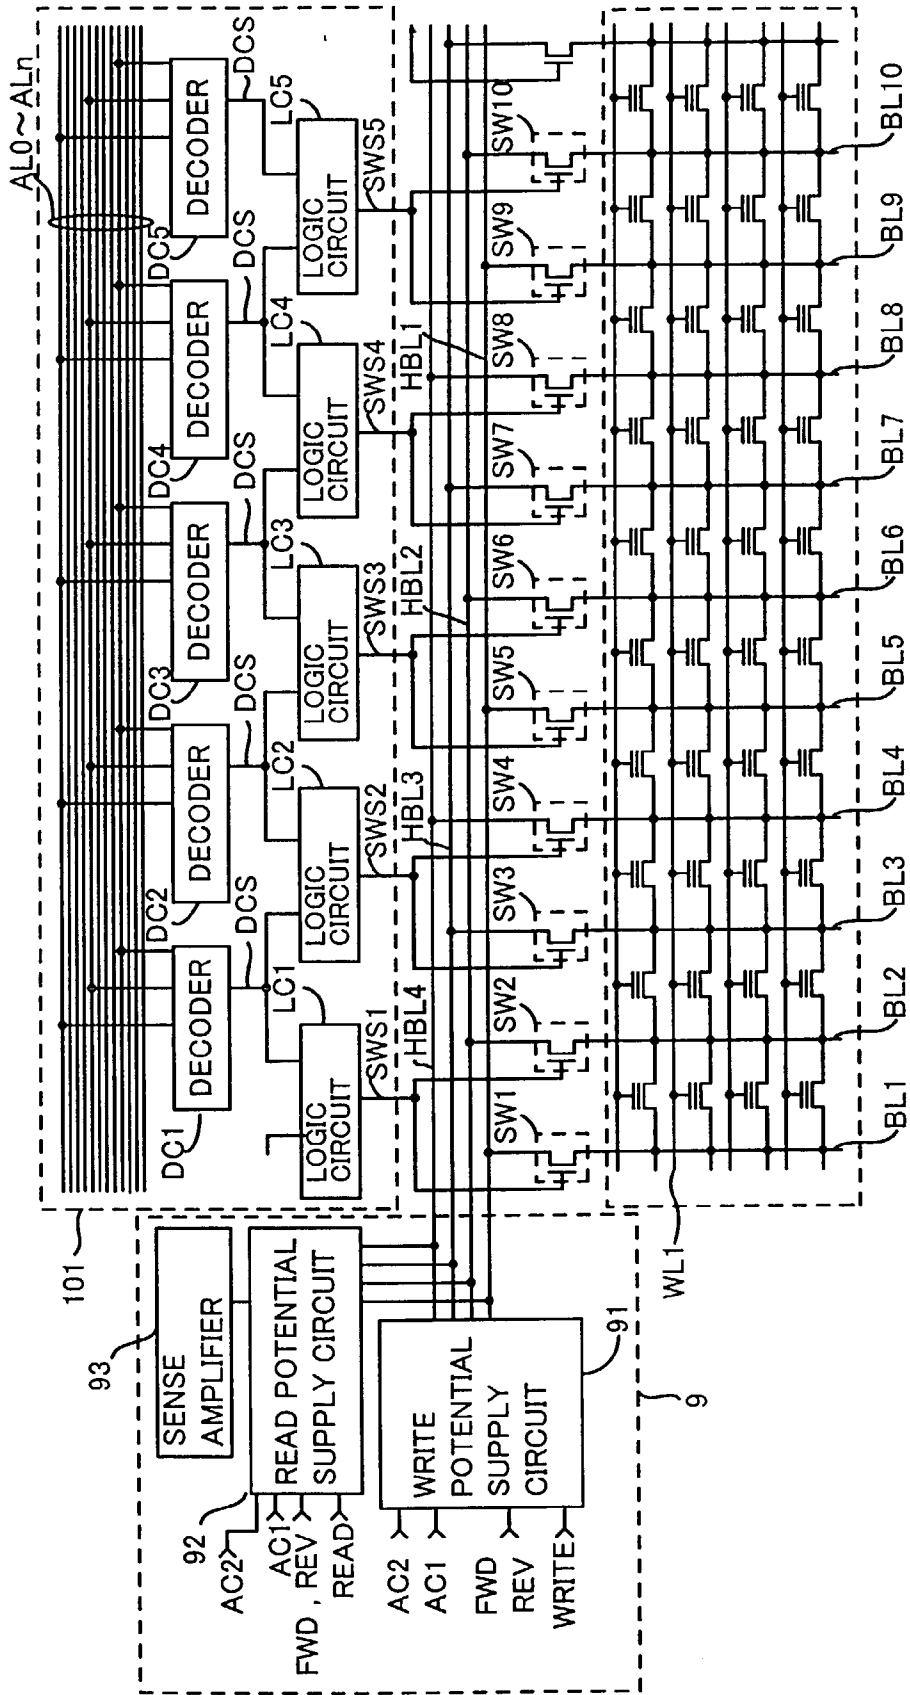 101
AL0~ALn
DECODER
DECODER
DECODER
DECODER
DECODER
DC1
DC2
DC3
DC4
DC5
DCS
DCS
DCS
DCS
DCS
LC1
LC2
LC3
LC4
LC5
LOGIC
CIRCUIT
LOGIC
CIRCUIT
LOGIC
CIRCUIT
LOGIC
CIRCUIT
LOGIC
CIRCUIT
SWS1
SWS2
SWS3
SWS4
SWS5
HBL4
HBL3
HBL2
HBL1
SW1
SW2
SW3
SW4
SW5
SW6
SW7
SW8
SW9
SW10
93
SENSE
AMPLIFIER
92
READ POTENTIAL
SUPPLY CIRCUIT
AC2
AC1
FWD , REV
READ
91
WRITE
POTENTIAL
SUPPLY
CIRCUIT
AC2
AC1
FWD
REV
WRITE
9
WL1
BL1
BL2
BL3
BL4
BL5
BL6
BL7
BL8
BL9
BL10